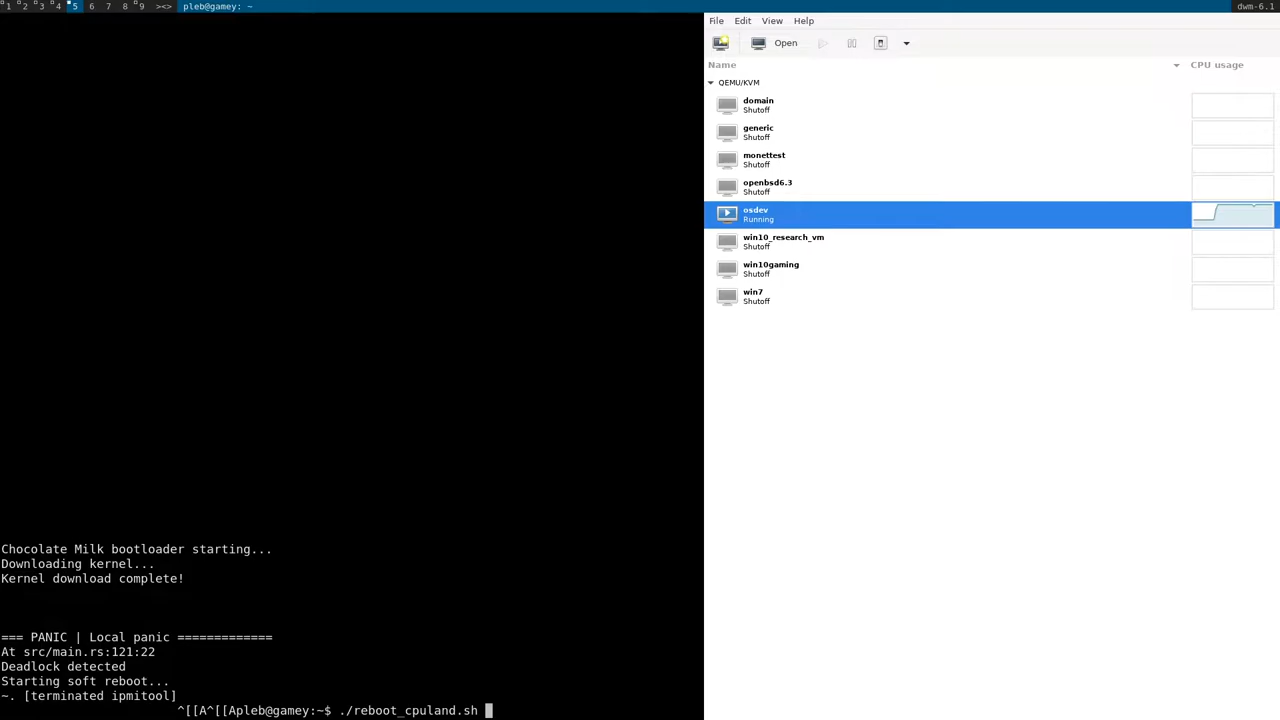 1 2 3 4 5 6 7 8 9 ><> pleb@gamey: ~ dwm-6.1
File Edit View Help
Open
Name CPU usage
QEMU/KVM
domain
Shutoff
generic
Shutoff
monettest
Shutoff
openbsd6.3
Shutoff
osdev
Running
win10_research_vm
Shutoff
win10gaming
Shutoff
win7
Shutoff
Chocolate Milk bootloader starting...
Downloading kernel...
Kernel download complete!
=== PANIC | Local panic =============
At src/main.rs:121:22
Deadlock detected
Starting soft reboot...
~. [terminated ipmitool]
^[[A^[[Apleb@gamey:~$ ./reboot_cpuland.sh